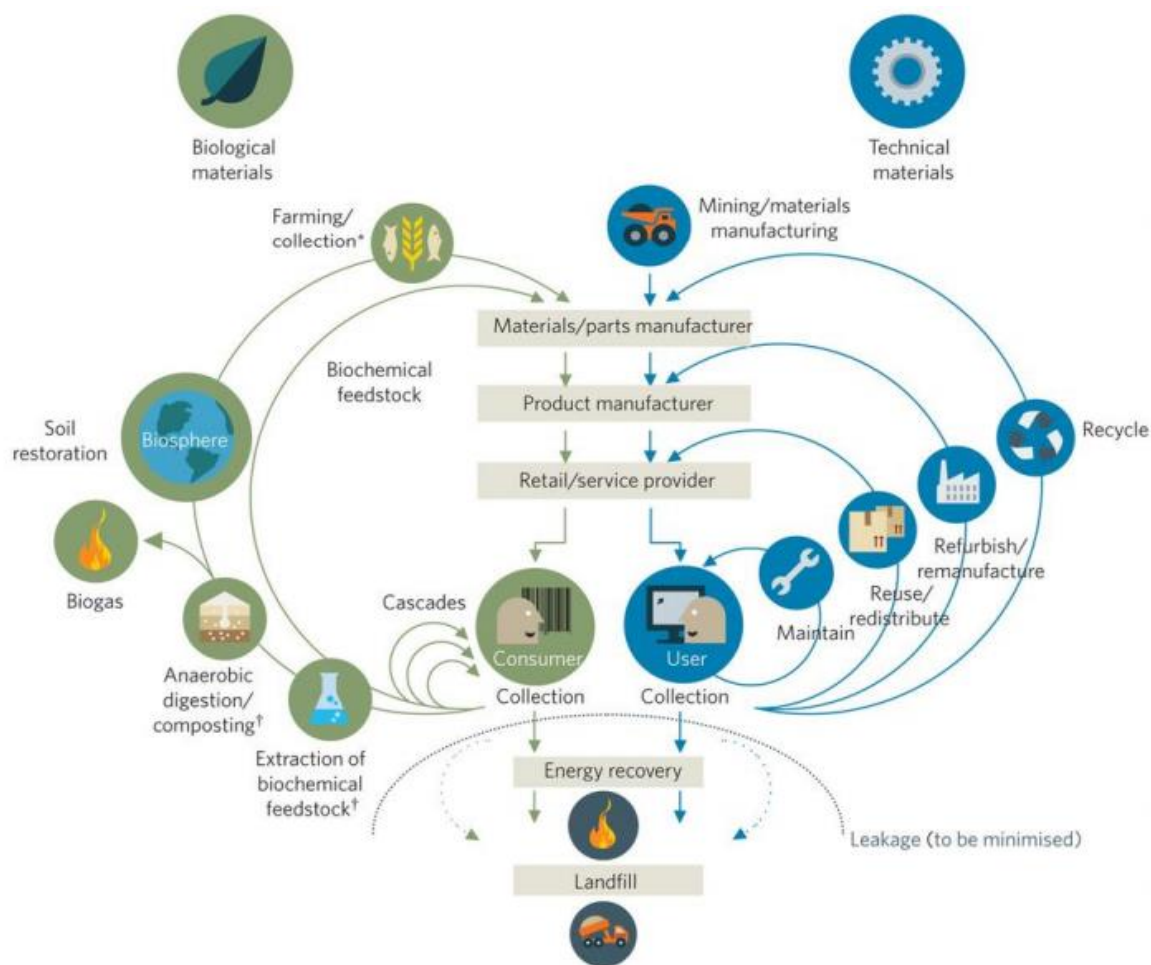 Biological
materials
Technical
materials
Farming/
collection*
Mining/materials
manufacturing
Materials/parts manufacturer
Biochemical
feedstock
Product manufacturer
Soil
restoration
Biosphere
Recycle
Retail/service provider
Refurbish/
remanufacture
Biogas
Reuse/
redistribute
Cascades
Maintain
Consumer
User
Anaerobic
digestion/
composting†
Collection
Collection
Extraction of
biochemical
feedstock†
Energy recovery
Leakage (to be minimised)
Landfill